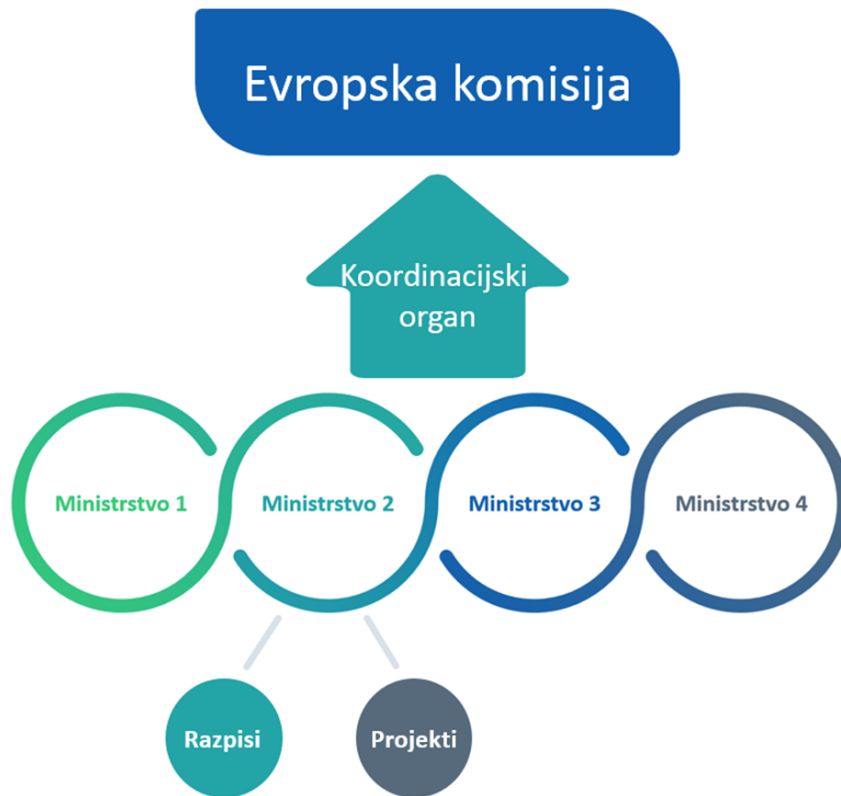 Evropska komisija
Koordinacijski
organ
Ministrstvo 1
Ministrstvo 2
Ministrstvo 3
Ministrstvo 4
Razpisi
Projekti